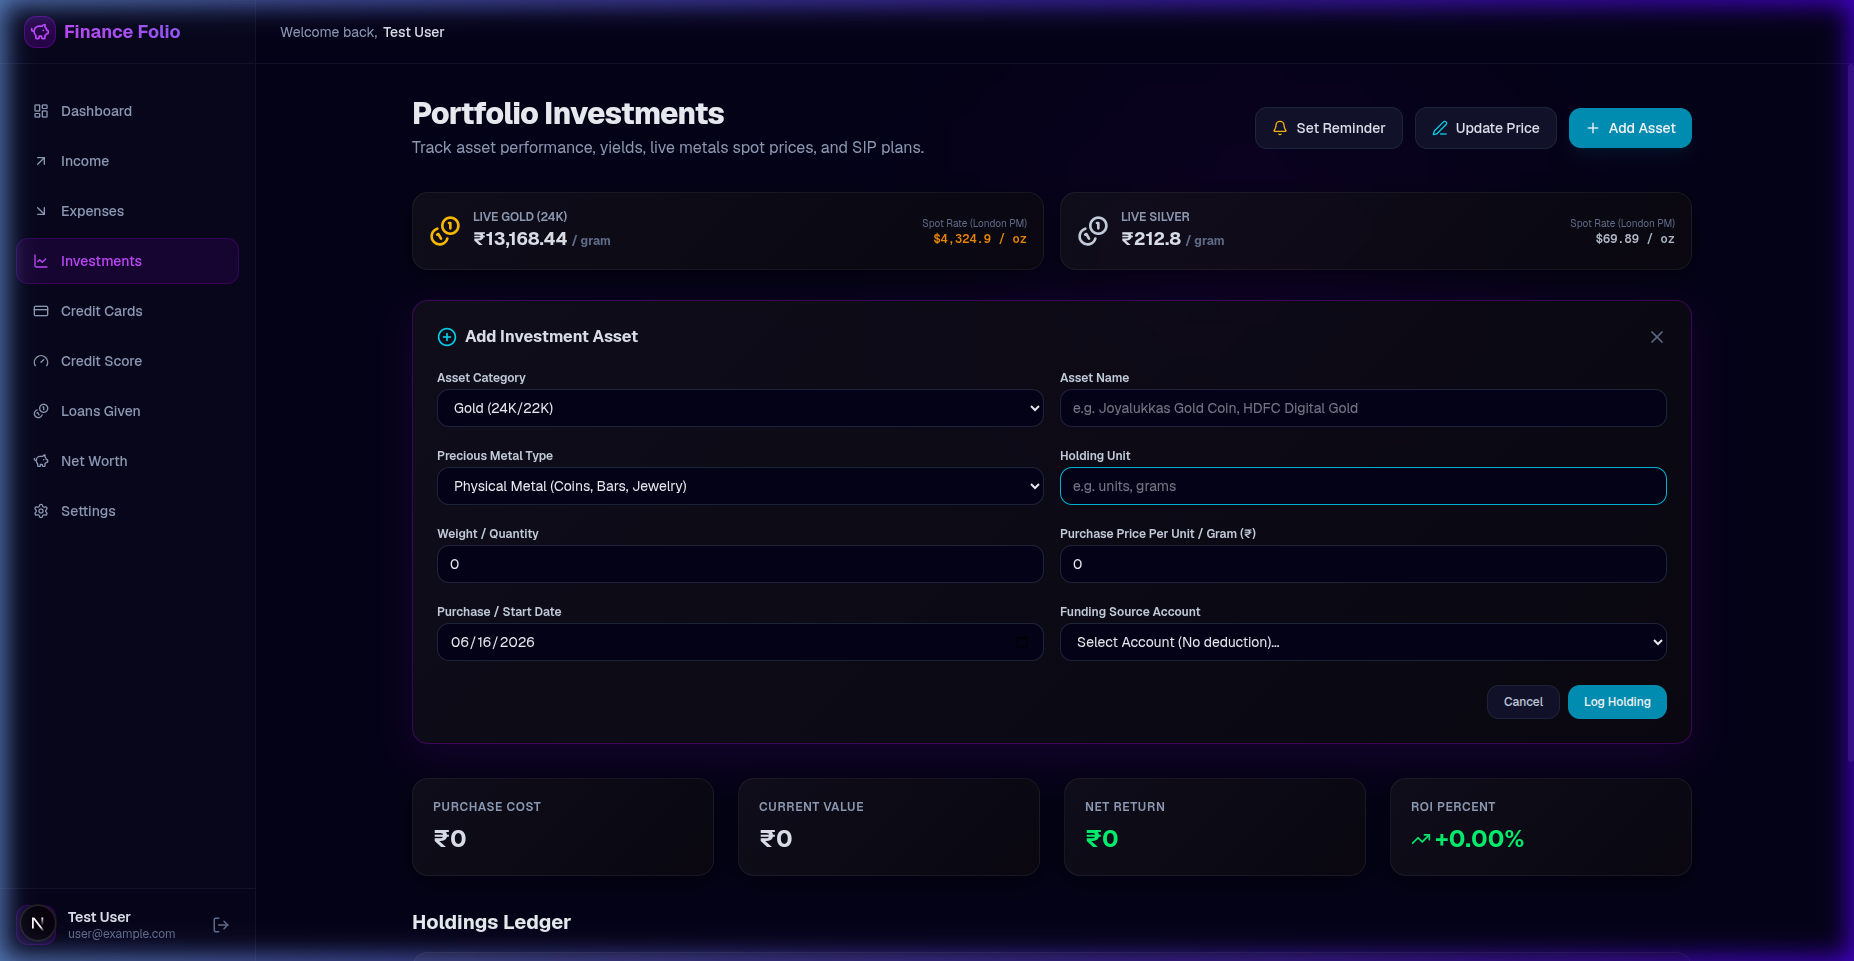 Finance Folio
Welcome back, Test User
Dashboard
Income
Expenses
Investments
Credit Cards
Credit Score
Loans Given
Net Worth
Settings
Portfolio Investments
Track asset performance, yields, live metals spot prices, and SIP plans.
Set Reminder
Update Price
Add Asset
LIVE GOLD (24K)
₹13,168.44 / gram
Spot Rate (London PM)
$4,324.9 / oz
LIVE SILVER
₹212.8 / gram
Spot Rate (London PM)
$69.89 / oz
Add Investment Asset
Asset Category
Gold (24K/22K)
Asset Name
e.g. Joyalukkas Gold Coin, HDFC Digital Gold
Precious Metal Type
Physical Metal (Coins, Bars, Jewelry)
Holding Unit
e.g. units, grams
Weight / Quantity
0
Purchase Price Per Unit / Gram (₹)
0
Purchase / Start Date
06/16/2026
Funding Source Account
Select Account (No deduction)...
Cancel
Log Holding
PURCHASE COST
₹0
CURRENT VALUE
₹0
NET RETURN
₹0
ROI PERCENT
+0.00%
Holdings Ledger
N
Test User
user@example.com